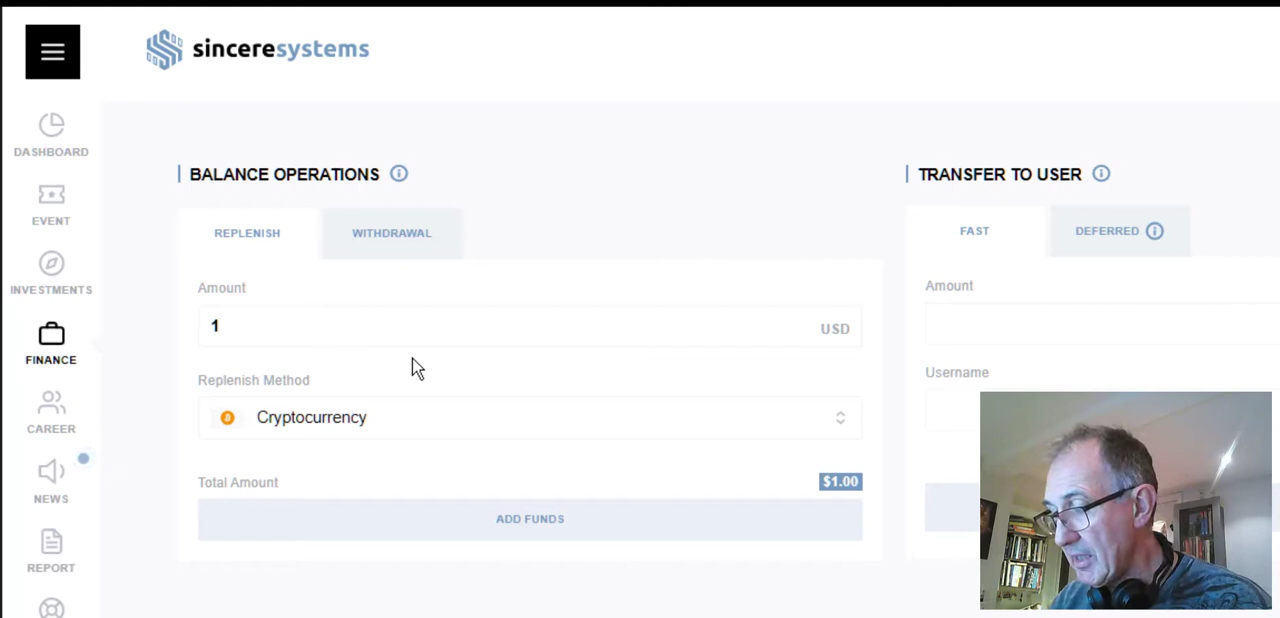 sinceresystems
DASHBOARD
EVENT
INVESTMENTS
FINANCE
CAREER
NEWS
REPORT
BALANCE OPERATIONS
REPLENISH
WITHDRAWAL
Amount
1
USD
Replenish Method
Cryptocurrency
Total Amount
$1.00
ADD FUNDS
TRANSFER TO USER
FAST
DEFERRED
Amount
Username